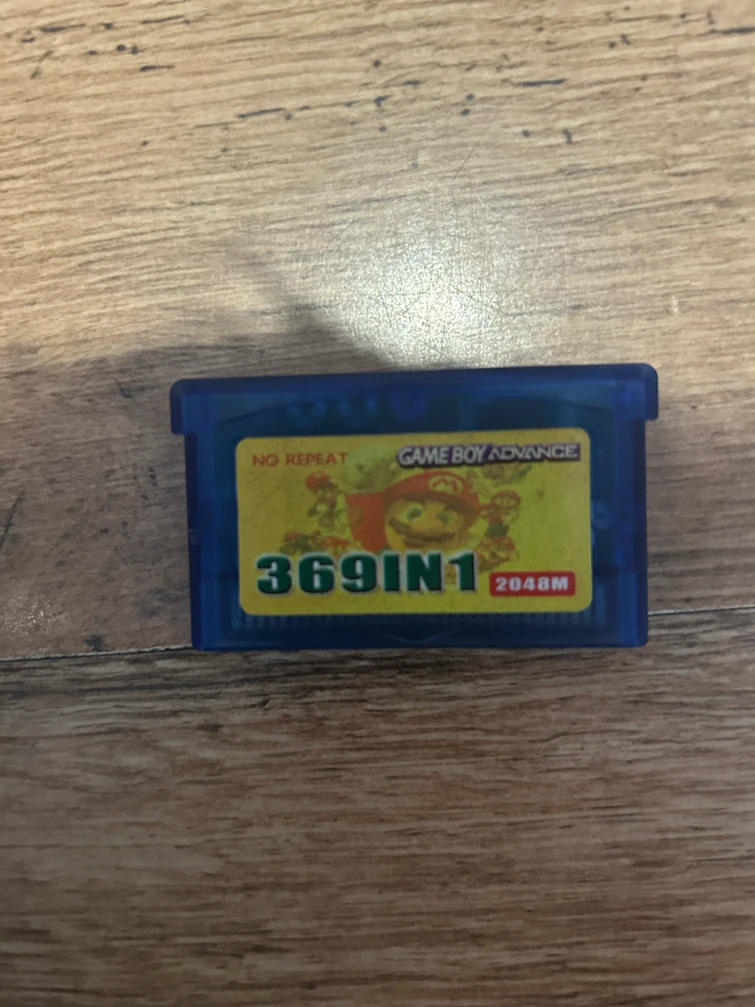 NO REPEAT
GAME BOY ADVANCE
M
369IN1
2048M